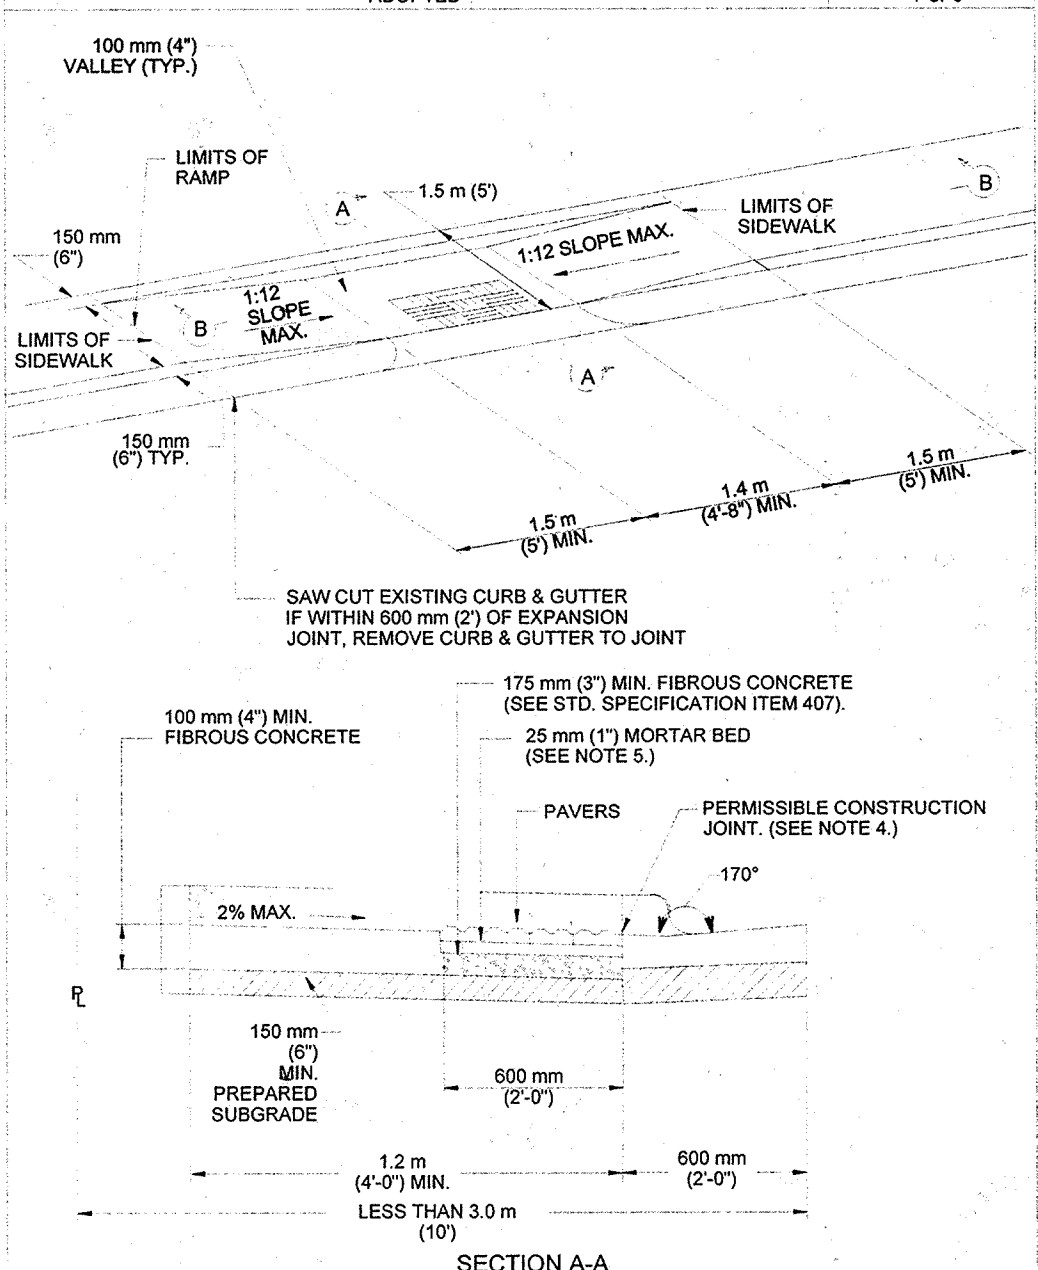 100 mm (4")
VALLEY (TYP.)
LIMITS OF
RAMP
A
1.5 m (5')
B
LIMITS OF
SIDEWALK
150 mm
(6")
1:12 SLOPE MAX.
1:12
SLOPE
MAX.
B
LIMITS OF
SIDEWALK
A
150 mm
(6") TYP.
1.5 m
(5') MIN.
1.4 m
(4'-8") MIN.
1.5 m
(5') MIN.
SAW CUT EXISTING CURB & GUTTER
IF WITHIN 600 mm (2') OF EXPANSION
JOINT, REMOVE CURB & GUTTER TO JOINT
175 mm (3") MIN. FIBROUS CONCRETE
(SEE STD. SPECIFICATION ITEM 407).
100 mm (4") MIN.
FIBROUS CONCRETE
25 mm (1") MORTAR BED
(SEE NOTE 5.)
PAVERS
PERMISSIBLE CONSTRUCTION
JOINT. (SEE NOTE 4.)
170°
2% MAX.
PL
150 mm
(6")
MIN.
PREPARED
SUBGRADE
600 mm
(2'-0")
1.2 m
(4'-0") MIN.
600 mm
(2'-0")
LESS THAN 3.0 m
(10')
SECTION A-A